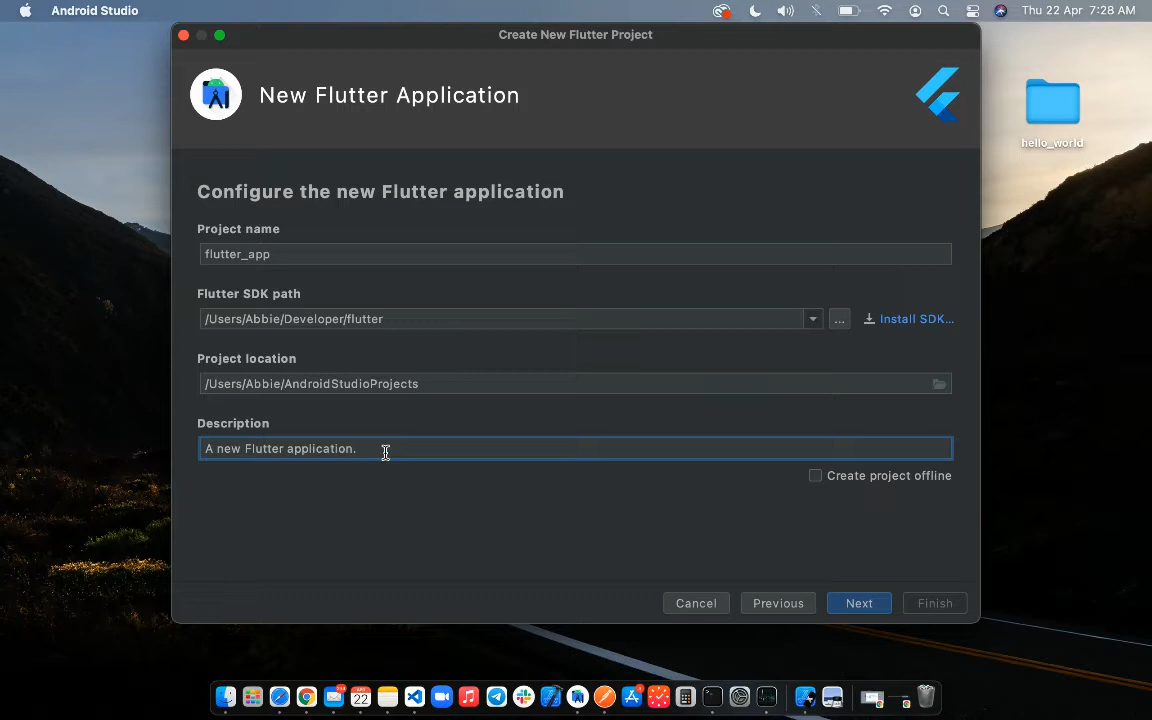 Android Studio
Thu 22 Apr 7:28 AM
Create New Flutter Project
New Flutter Application
hello_world
Configure the new Flutter application
Project name
flutter_app
Flutter SDK path
/Users/Abbie/Developer/flutter
...
Install SDK...
Project location
/Users/Abbie/AndroidStudioProjects
Description
A new Flutter application.
Create project offline
Cancel
Previous
Next
Finish
22